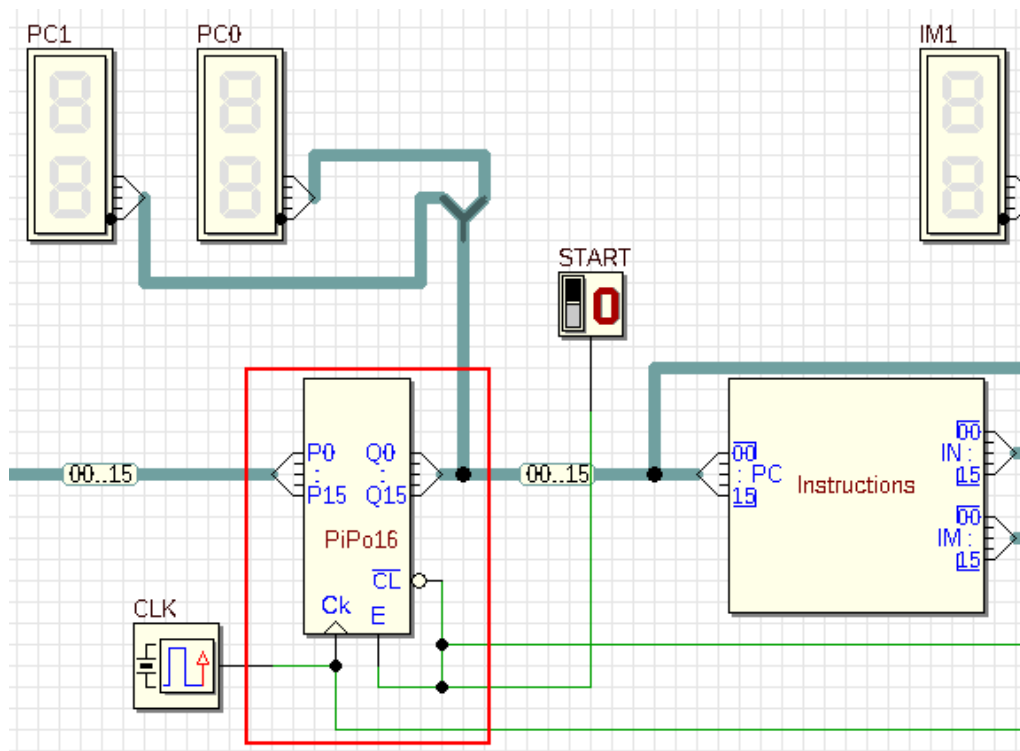 PC1
PC0
IM1
START
0
00..15
P0
:
P15
Q0
:
Q15
PiPo16
CL
Ck
E
00..15
00
: PC
15
Instructions
00
IN :
15
00
IM :
15
CLK